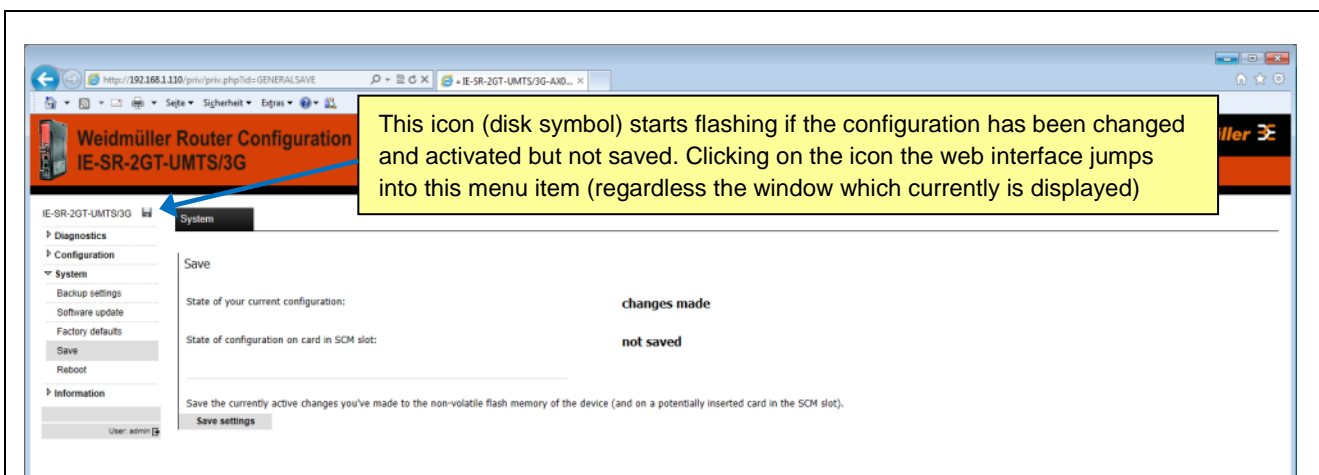 http://192.168.1.110/priv/priv.php?id=GENERALSAVE
IE-SR-2GT-UMTS/3G-AX0...
Seite Sicherheit Extras
Weidmüller Router Configuration
IE-SR-2GT-UMTS/3G
This icon (disk symbol) starts flashing if the configuration has been changed
and activated but not saved. Clicking on the icon the web interface jumps
into this menu item (regardless the window which currently is displayed)
IE-SR-2GT-UMTS/3G
System
Diagnostics
Configuration
System
Backup settings
Software update
Factory defaults
Save
Reboot
Information
User: admin
Save
State of your current configuration: changes made
State of configuration on card in SCM slot: not saved
Save the currently active changes you've made to the non-volatile flash memory of the device (and on a potentially inserted card in the SCM slot).
Save settings